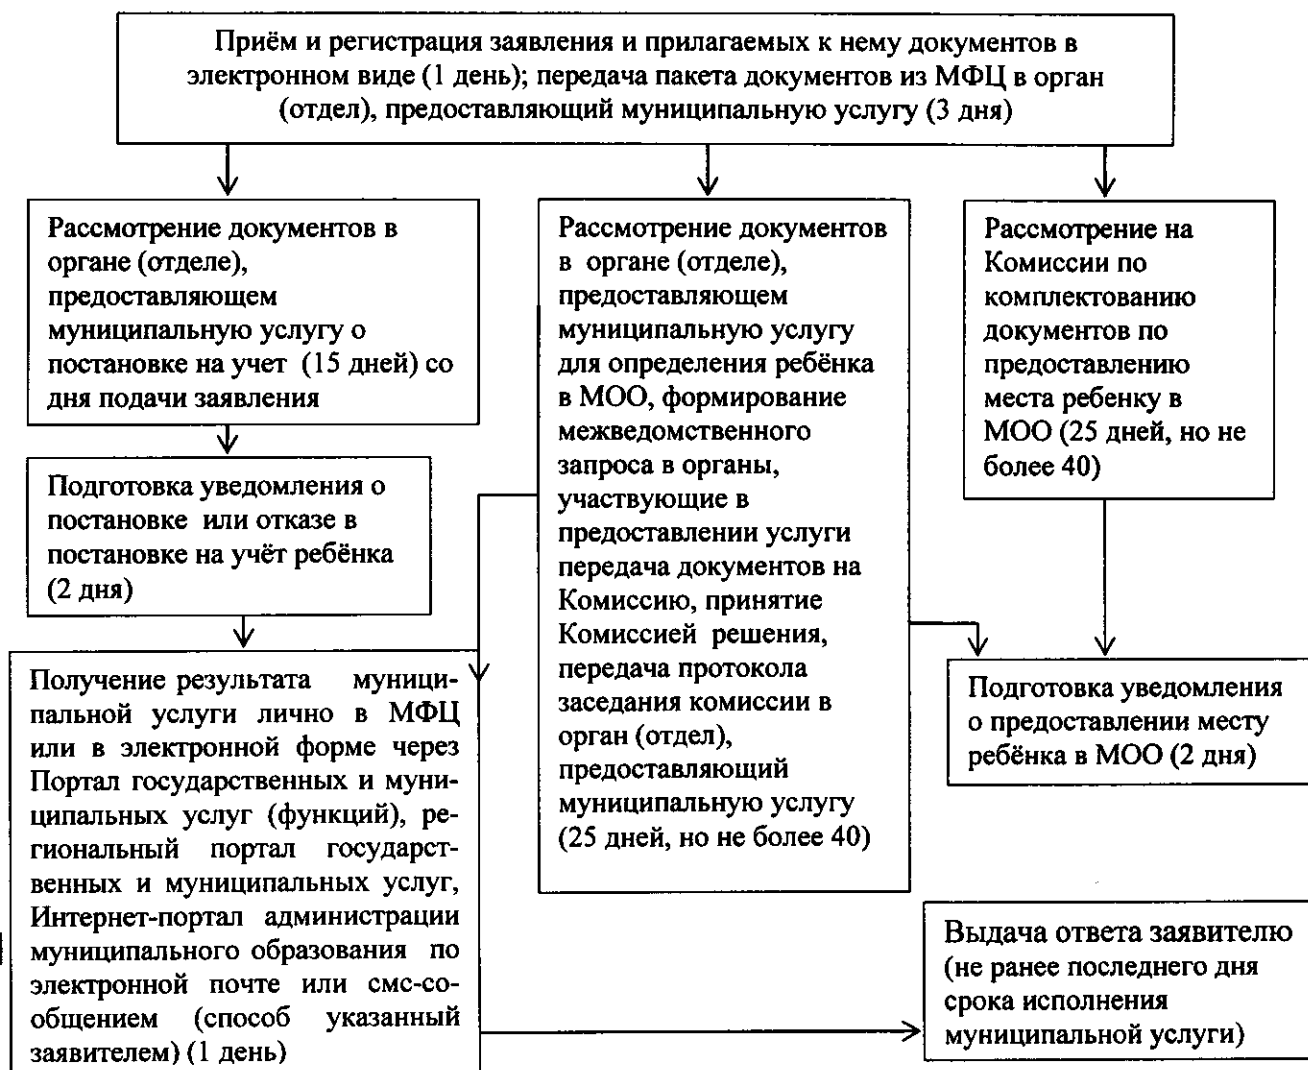 Приём и регистрация заявления и прилагаемых к нему документов в
электронном виде (1 день); передача пакета документов из МФЦ в орган
(отдел), предоставляющий муниципальную услугу (3 дня)
Рассмотрение документов в
органе (отделе),
предоставляющем
муниципальную услугу о
постановке на учет (15 дней) со
дня подачи заявления
Подготовка уведомления о
постановке или отказе в
постановке на учёт ребёнка
(2 дня)
Получение результата муници-
пальной услуги лично в МФЦ
или в электронной форме через
Портал государственных и муни-
ципальных услуг (функций), ре-
гиональный портал государст-
венных и муниципальных услуг,
Интернет-портал администрации
муниципального образования по
электронной почте или смс-со-
общением (способ указанный
заявителем) (1 день)
Рассмотрение документов
в органе (отделе),
предоставляющем
муниципальную услугу
для определения ребёнка
в МОО, формирование
межведомственного
запроса в органы,
участвующие в
предоставлении услуги
передача документов на
Комиссию, принятие
Комиссией решения,
передача протокола
заседания комиссии в
орган (отдел),
предоставляющий
муниципальную услугу
(25 дней, но не более 40)
Рассмотрение на
Комиссии по
комплектованию
документов по
предоставлению
места ребенку в
МОО (25 дней, но не
более 40)
Подготовка уведомления
о предоставлении месту
ребёнка в МОО (2 дня)
Выдача ответа заявителю
(не ранее последнего дня
срока исполнения
муниципальной услуги)